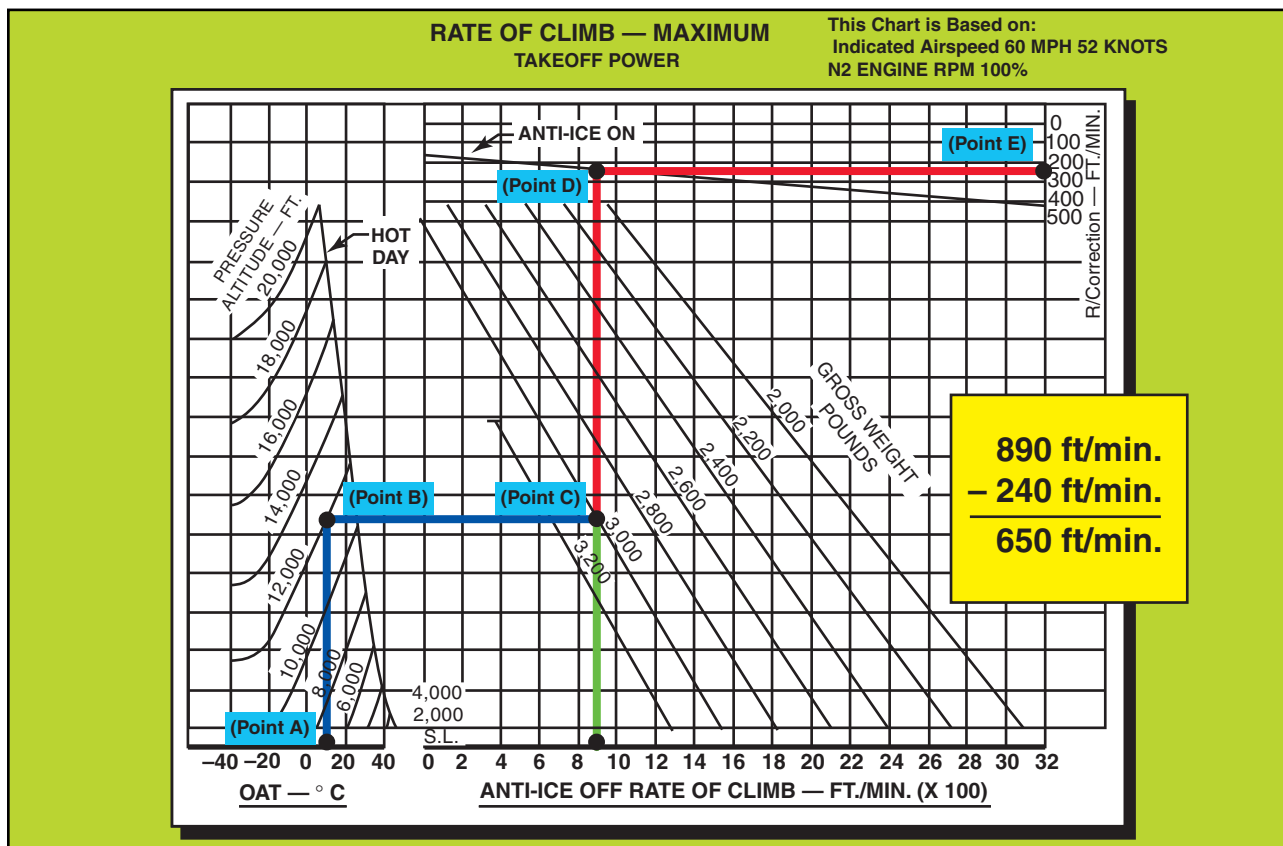 RATE OF CLIMB — MAXIMUM
TAKEOFF POWER
This Chart is Based on:
Indicated Airspeed 60 MPH 52 KNOTS
N2 ENGINE RPM 100%
ANTI-ICE ON
(Point E)
(Point D)
0
100
200
300
400
500
R/Correction — FT./MIN.
PRESSURE
ALTITUDE — FT.
HOT
DAY
20,000
18,000
16,000
14,000
12,000
10,000
8,000
6,000
4,000
2,000
S.L.
(Point B)
(Point C)
(Point A)
GROSS WEIGHT
POUNDS
2,000
2,200
2,400
2,600
2,800
3,000
3,200
890 ft/min.
– 240 ft/min.
650 ft/min.
–40 –20 0 20 40
0 2 4 6 8 10 12 14 16 18 20 22 24 26 28 30 32
OAT — ° C
ANTI-ICE OFF RATE OF CLIMB — FT./MIN. (X 100)